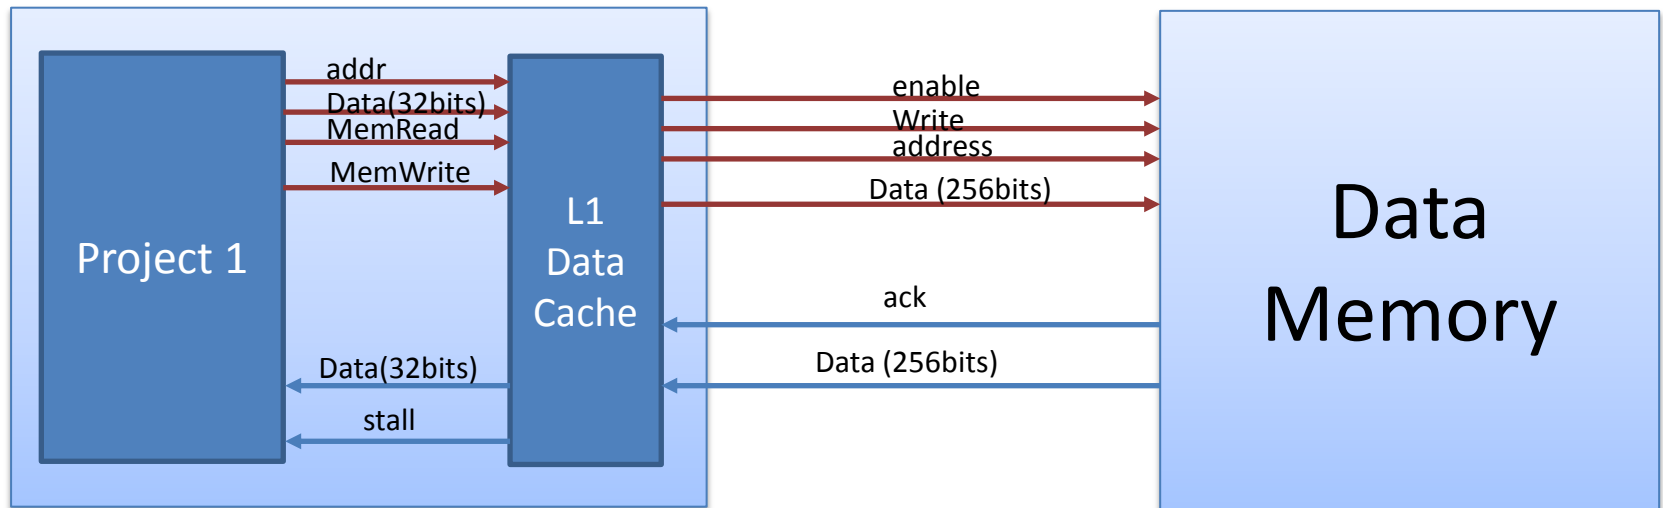 Project 1
addr
Data(32bits)
MemRead
MemWrite
Data(32bits)
stall
L1
Data
Cache
enable
Write
address
Data (256bits)
ack
Data (256bits)
Data
Memory